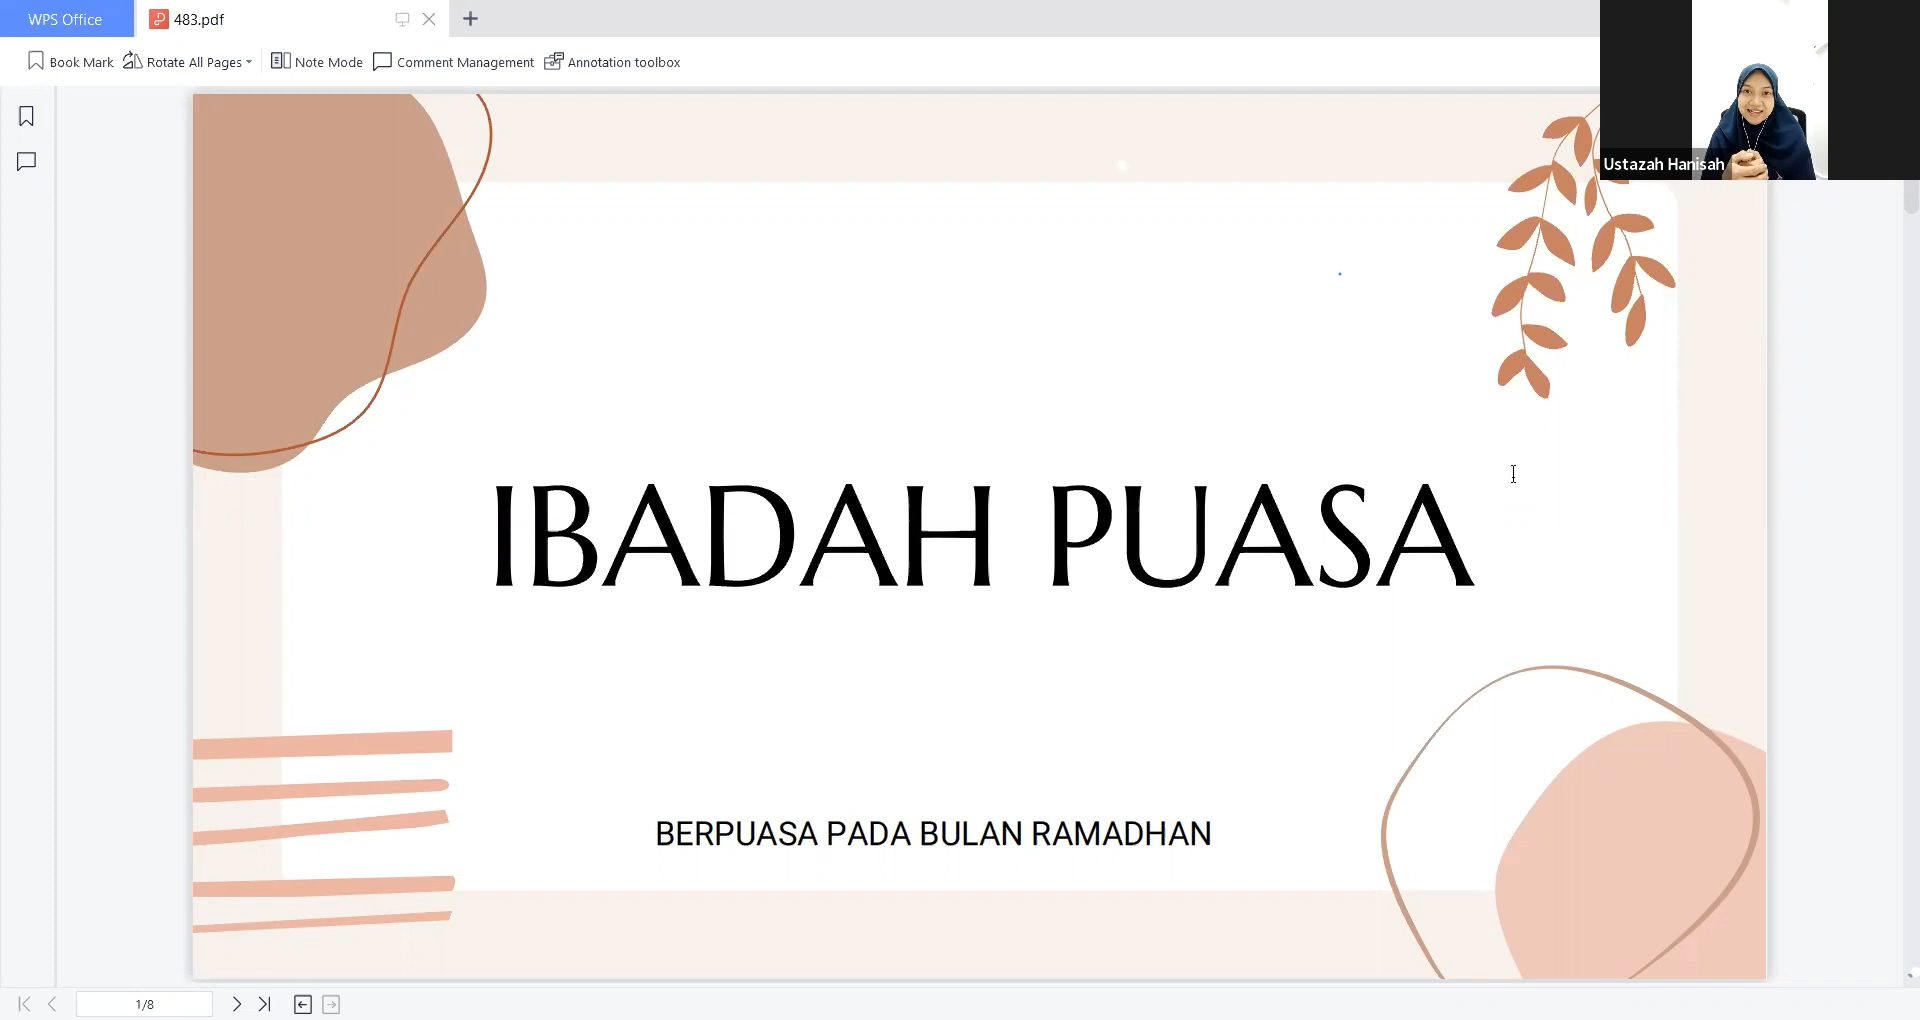 WPS Office
483.pdf
Book Mark
Rotate All Pages
Note Mode
Comment Management
Annotation toolbox
Ustazah Hanisah
IBADAH PUASA
BERPUASA PADA BULAN RAMADHAN
1/8